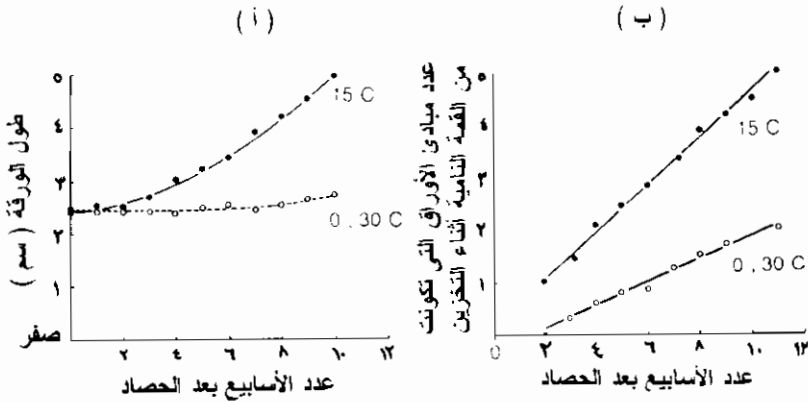 ( أ )
طول الورقة ( سم )
٥
٤
٣
٢
١
صفر
15 C
0 , 30 C
٢ ٤ ٦ ٨ ١٠ ١٢
عدد الأسابيع بعد الحصاد
( ب )
عدد مبادئ الأوراق التى تكونت
من القمة النامية أثناء التخزين
٥
٤
٣
٢
١
15 C
0 , 30 C
0 ٢ ٤ ٦ ٨ ١٠ ١٢
عدد الأسابيع بعد الحصاد